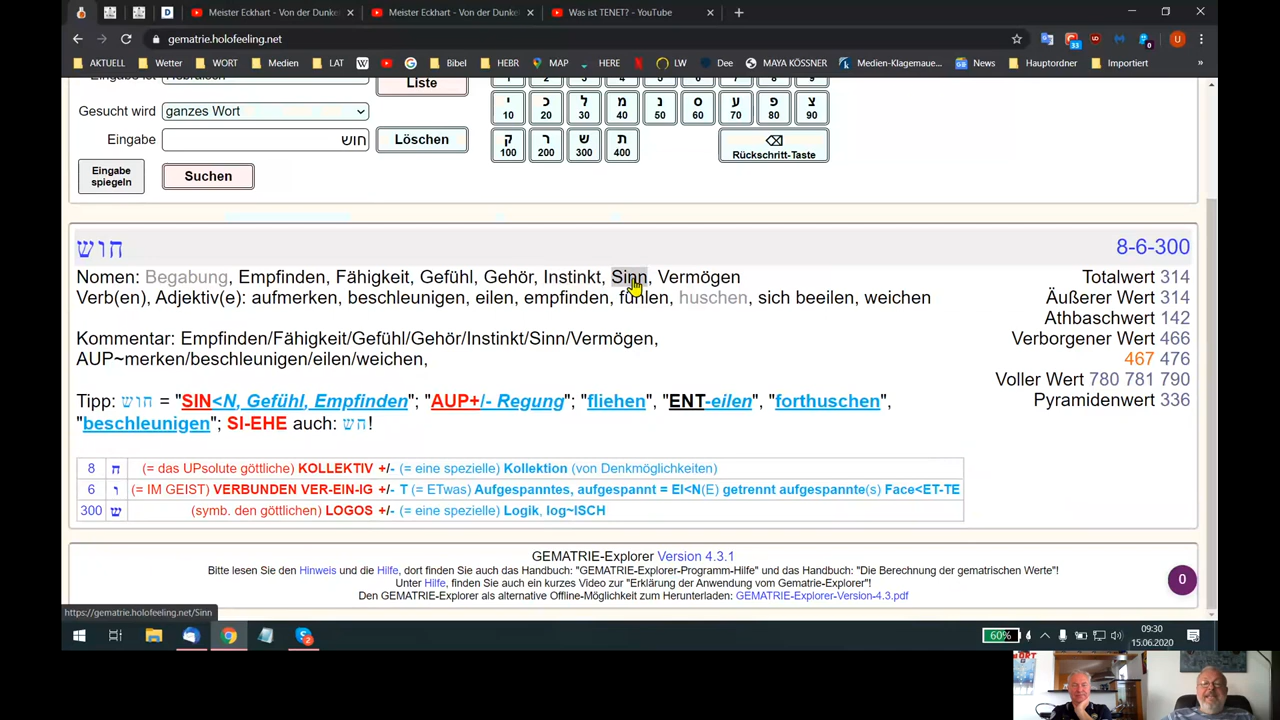 Meister Eckhart - Von der Dunke
Meister Eckhart - Von der Dunke
Was ist TENET? - YouTube
gematrie.holofeeling.net
AKTUELL Wetter WORT Medien LAT Bibel HEBR MAP HERE LW Dee MAYA KÖSSNER Medien-Klagemaue... News Hauptordner Importiert
Liste
Gesucht wird ganzes Wort
Eingabe חוש Löschen
Eingabe spiegeln Suchen
י כ ל מ נ ס ע פ צ
10 20 30 40 50 60 70 80 90
ק ר ש ת
100 200 300 400
Rückschritt-Taste
חוש 8-6-300
Nomen: Begabung, Empfinden, Fähigkeit, Gefühl, Gehör, Instinkt, Sinn, Vermögen
Verb(en), Adjektiv(e): aufmerken, beschleunigen, eilen, empfinden, fühlen, huschen, sich beeilen, weichen
Kommentar: Empfinden/Fähigkeit/Gefühl/Gehör/Instinkt/Sinn/Vermögen,
AUP~merken/beschleunigen/eilen/weichen,
Tipp: חוש = "SIN<N, Gefühl, Empfinden"; "AUP+/- Regung"; "fliehen", "ENT-eilen", "forthuschen",
"beschleunigen"; SI-EHE auch: חש!
Totalwert 314
Äußerer Wert 314
Athbaschwert 142
Verborgener Wert 466
467 476
Voller Wert 780 781 790
Pyramidenwert 336
8 ח (= das UPsolute göttliche) KOLLEKTIV +/- (= eine spezielle) Kollektion (von Denkmöglichkeiten)
6 ו (= IM GEIST) VERBUNDEN VER-EIN-IG +/- T (= ETwas) Aufgespanntes, aufgespannt = EI<N(E) getrennt aufgespannte(s) Face<ET-TE
300 ש (symb. den göttlichen) LOGOS +/- (= eine spezielle) Logik, log~ISCH
GEMATRIE-Explorer Version 4.3.1
Bitte lesen Sie den Hinweis und die Hilfe, dort finden Sie auch das Handbuch: "GEMATRIE-Explorer-Programm-Hilfe" und das Handbuch: "Die Berechnung der gematrischen Werte"!
Unter Hilfe, finden Sie auch ein kurzes Video zur "Erklärung der Anwendung vom Gematrie-Explorer"!
Den GEMATRIE-Explorer als alternative Offline-Möglichkeit zum Herunterladen: GEMATRIE-Explorer-Version-4.3.pdf
0
https://gematrie.holofeeling.net/Sinn
60%
09:30
15.06.2020